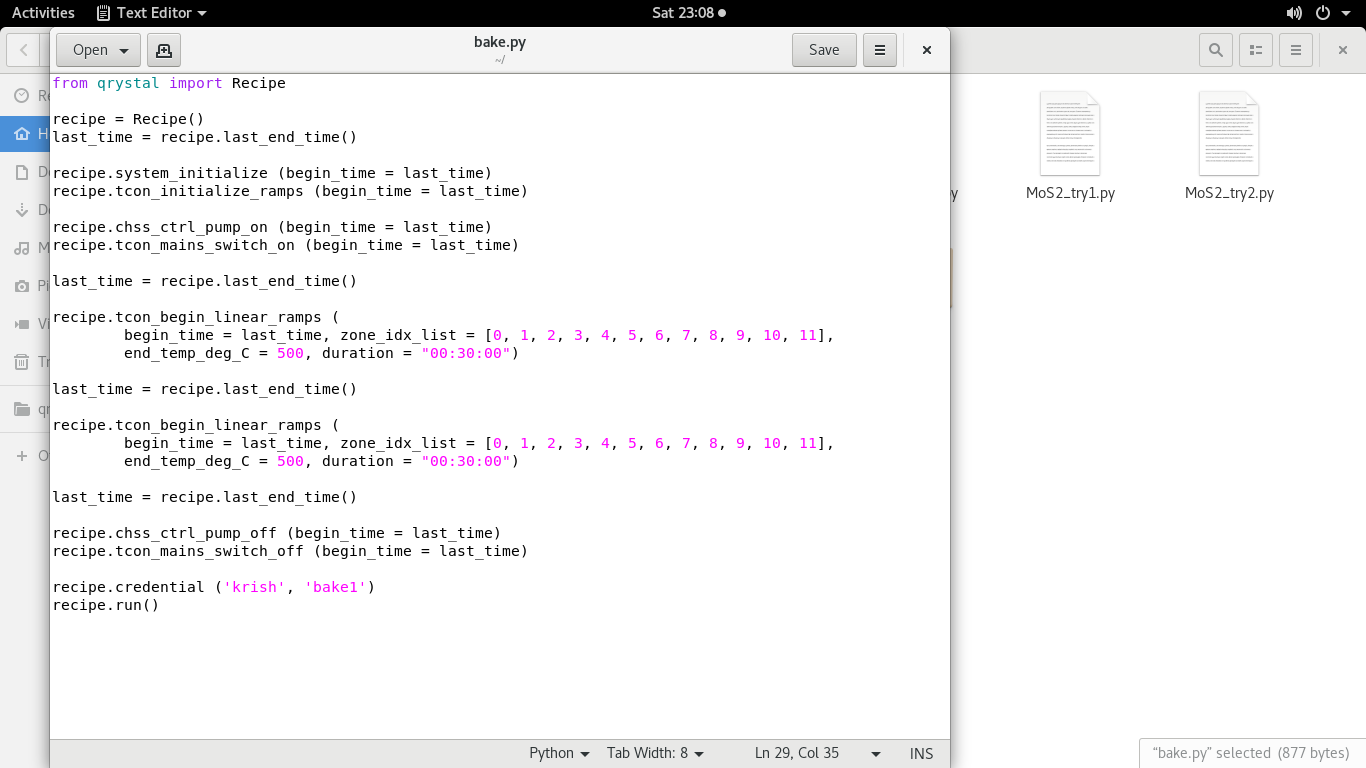 Activities Text Editor Sat 23:08
Open bake.py Save
~/
from qrystal import Recipe
recipe = Recipe()
last_time = recipe.last_end_time()
recipe.system_initialize (begin_time = last_time)
recipe.tcon_initialize_ramps (begin_time = last_time)
recipe.chss_ctrl_pump_on (begin_time = last_time)
recipe.tcon_mains_switch_on (begin_time = last_time)
last_time = recipe.last_end_time()
recipe.tcon_begin_linear_ramps (
begin_time = last_time, zone_idx_list = [0, 1, 2, 3, 4, 5, 6, 7, 8, 9, 10, 11],
end_temp_deg_C = 500, duration = "00:30:00")
last_time = recipe.last_end_time()
recipe.tcon_begin_linear_ramps (
begin_time = last_time, zone_idx_list = [0, 1, 2, 3, 4, 5, 6, 7, 8, 9, 10, 11],
end_temp_deg_C = 500, duration = "00:30:00")
last_time = recipe.last_end_time()
recipe.chss_ctrl_pump_off (begin_time = last_time)
recipe.tcon_mains_switch_off (begin_time = last_time)
recipe.credential ('krish', 'bake1')
recipe.run()
Python Tab Width: 8 Ln 29, Col 35 INS
MoS2_try1.py MoS2_try2.py
“bake.py” selected (877 bytes)